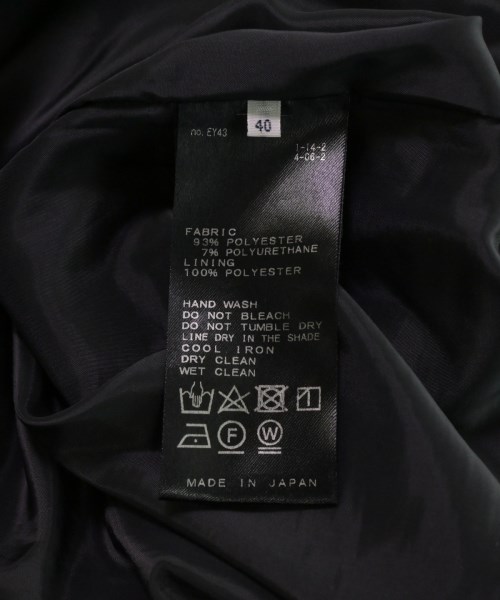 40
no. EY43
1-14-2
4-06-2
FABRIC
93% POLYESTER
7% POLYURETHANE
LINING
100% POLYESTER
HAND WASH
DO NOT BLEACH
DO NOT TUMBLE DRY
LINE DRY IN THE SHADE
COOL IRON
DRY CLEAN
WET CLEAN
F W
MADE IN JAPAN